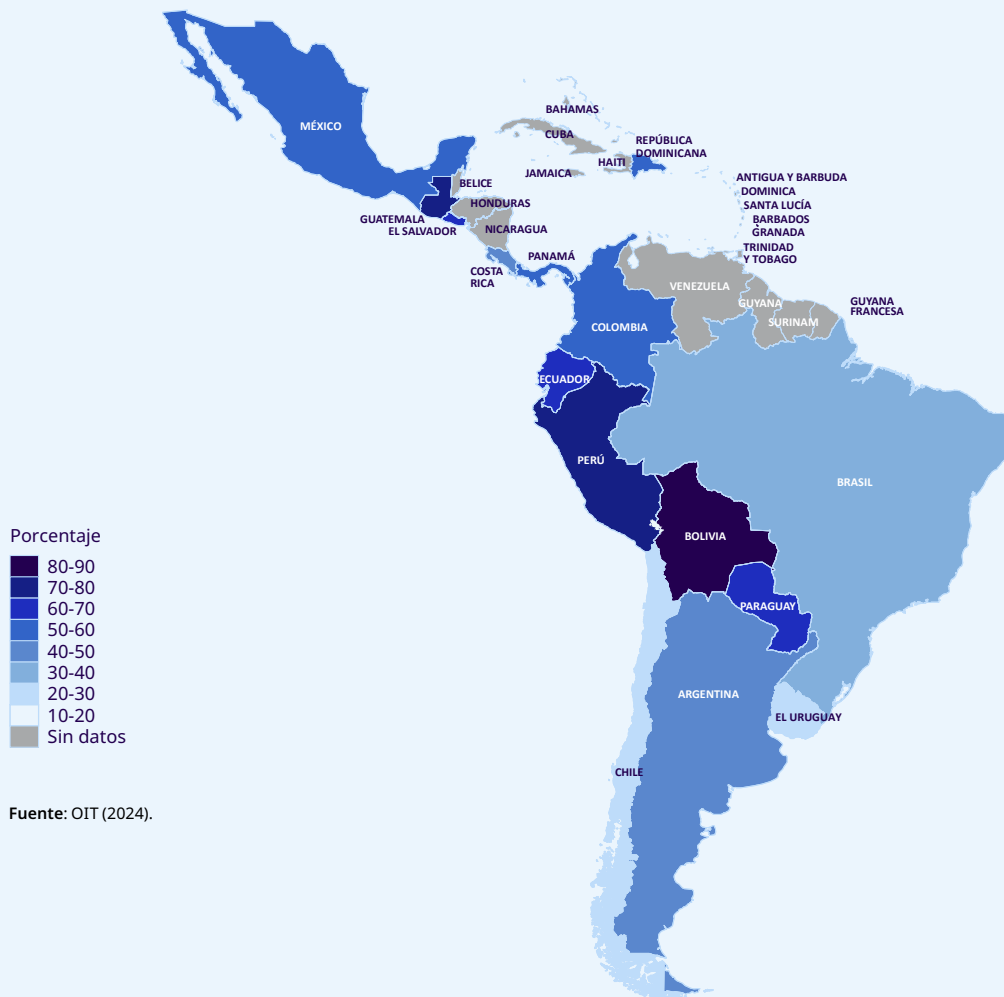 MÉXICO
BAHAMAS
CUBA
REPÚBLICA
DOMINICANA
HAITI
JAMAICA
BELICE
ANTIGUA Y BARBUDA
DOMINICA
SANTA LUCÍA
BARBADOS
GRANADA
TRINIDAD
Y TOBAGO
HONDURAS
GUATEMALA
EL SALVADOR
NICARAGUA
COSTA
RICA
PANAMÁ
VENEZUELA
GUYANA
SURINAM
GUYANA
FRANCESA
COLOMBIA
ECUADOR
PERÚ
BRASIL
BOLIVIA
PARAGUAY
ARGENTINA
EL URUGUAY
CHILE
Porcentaje
80-90
70-80
60-70
50-60
40-50
30-40
20-30
10-20
Sin datos
Fuente: OIT (2024).